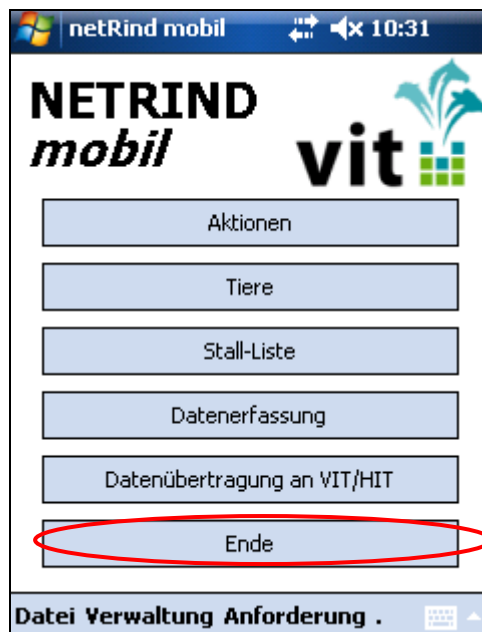 netRind mobil 10:31
NETRIND
mobil
vit
Aktionen
Tiere
Stall-Liste
Datenerfassung
Datenübertragung an VIT/HIT
Ende
Datei Verwaltung Anforderung .